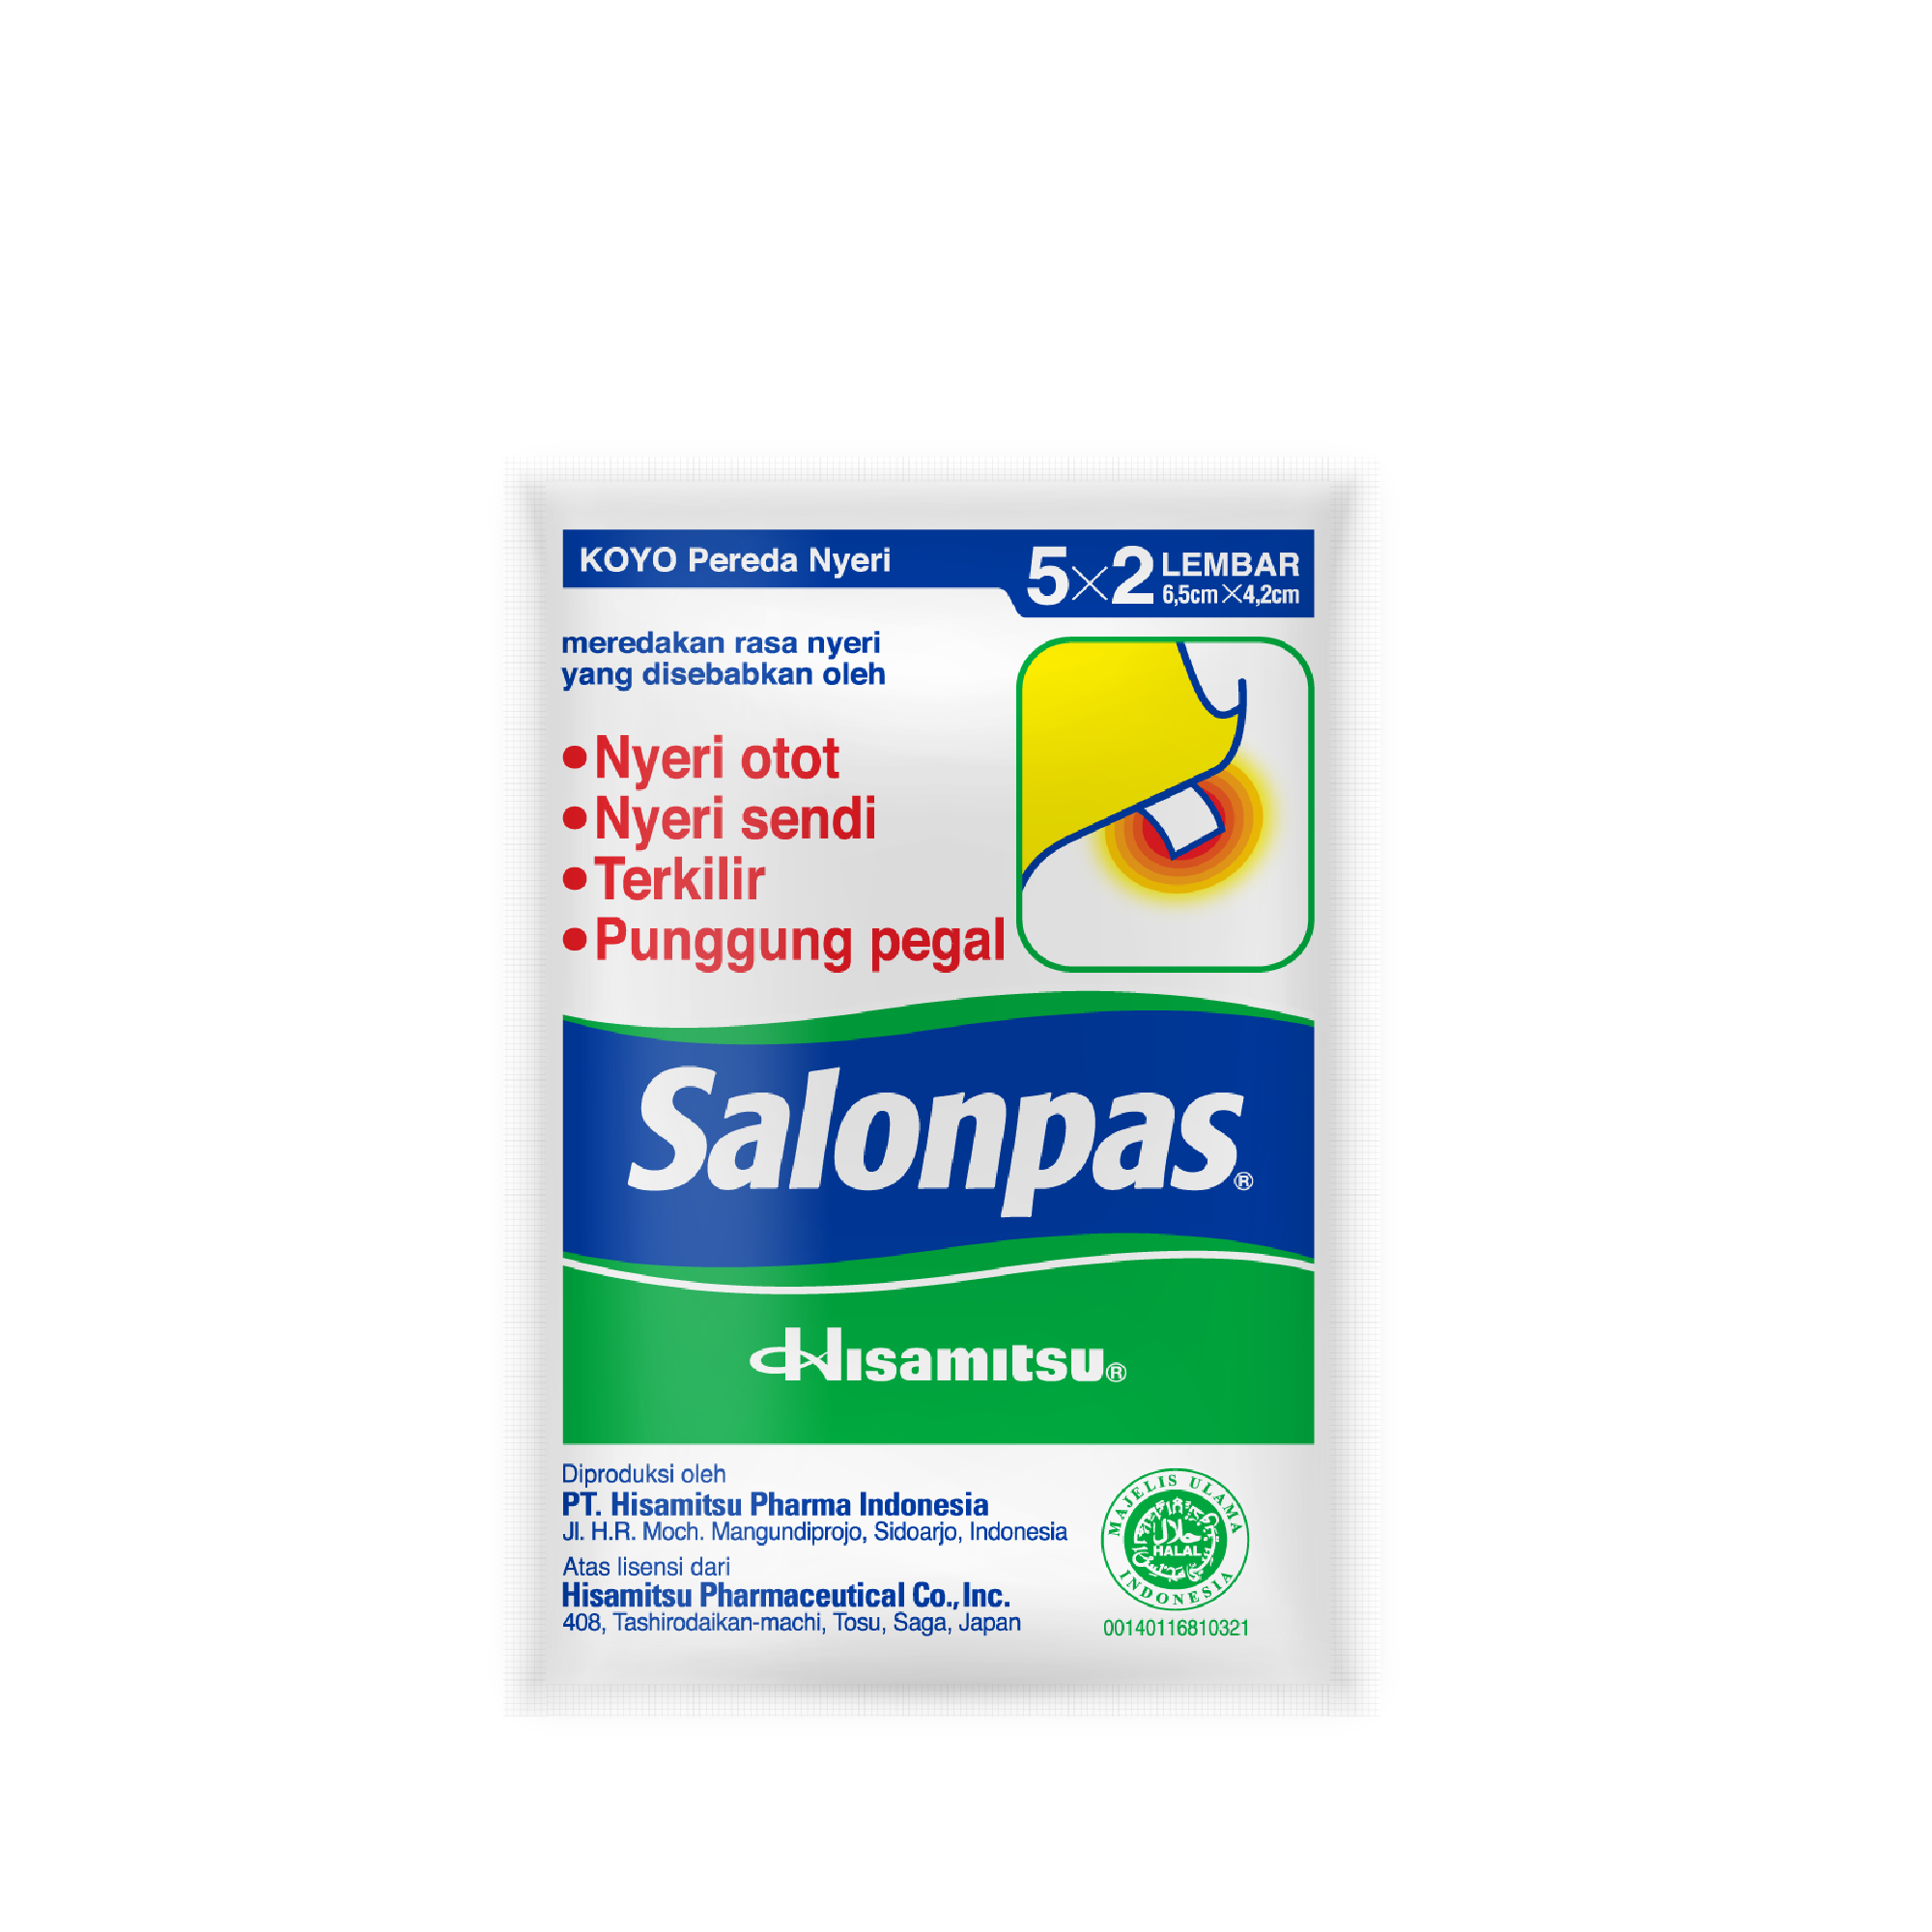 KOYO Pereda Nyeri
5×2 LEMBAR
6,5cm×4,2cm
meredakan rasa nyeri
yang disebabkan oleh
•Nyeri otot
•Nyeri sendi
•Terkilir
•Punggung pegal
Salonpas®
Hisamitsu®
Diproduksi oleh
PT. Hisamitsu Pharma Indonesia
Jl. H.R. Moch. Mangundiprojo, Sidoarjo, Indonesia
Atas lisensi dari
Hisamitsu Pharmaceutical Co., Inc.
408, Tashirodaikan-machi, Tosu, Saga, Japan
MAJELIS ULAMA
حلال
HALAL
INDONESIA
00140116810321